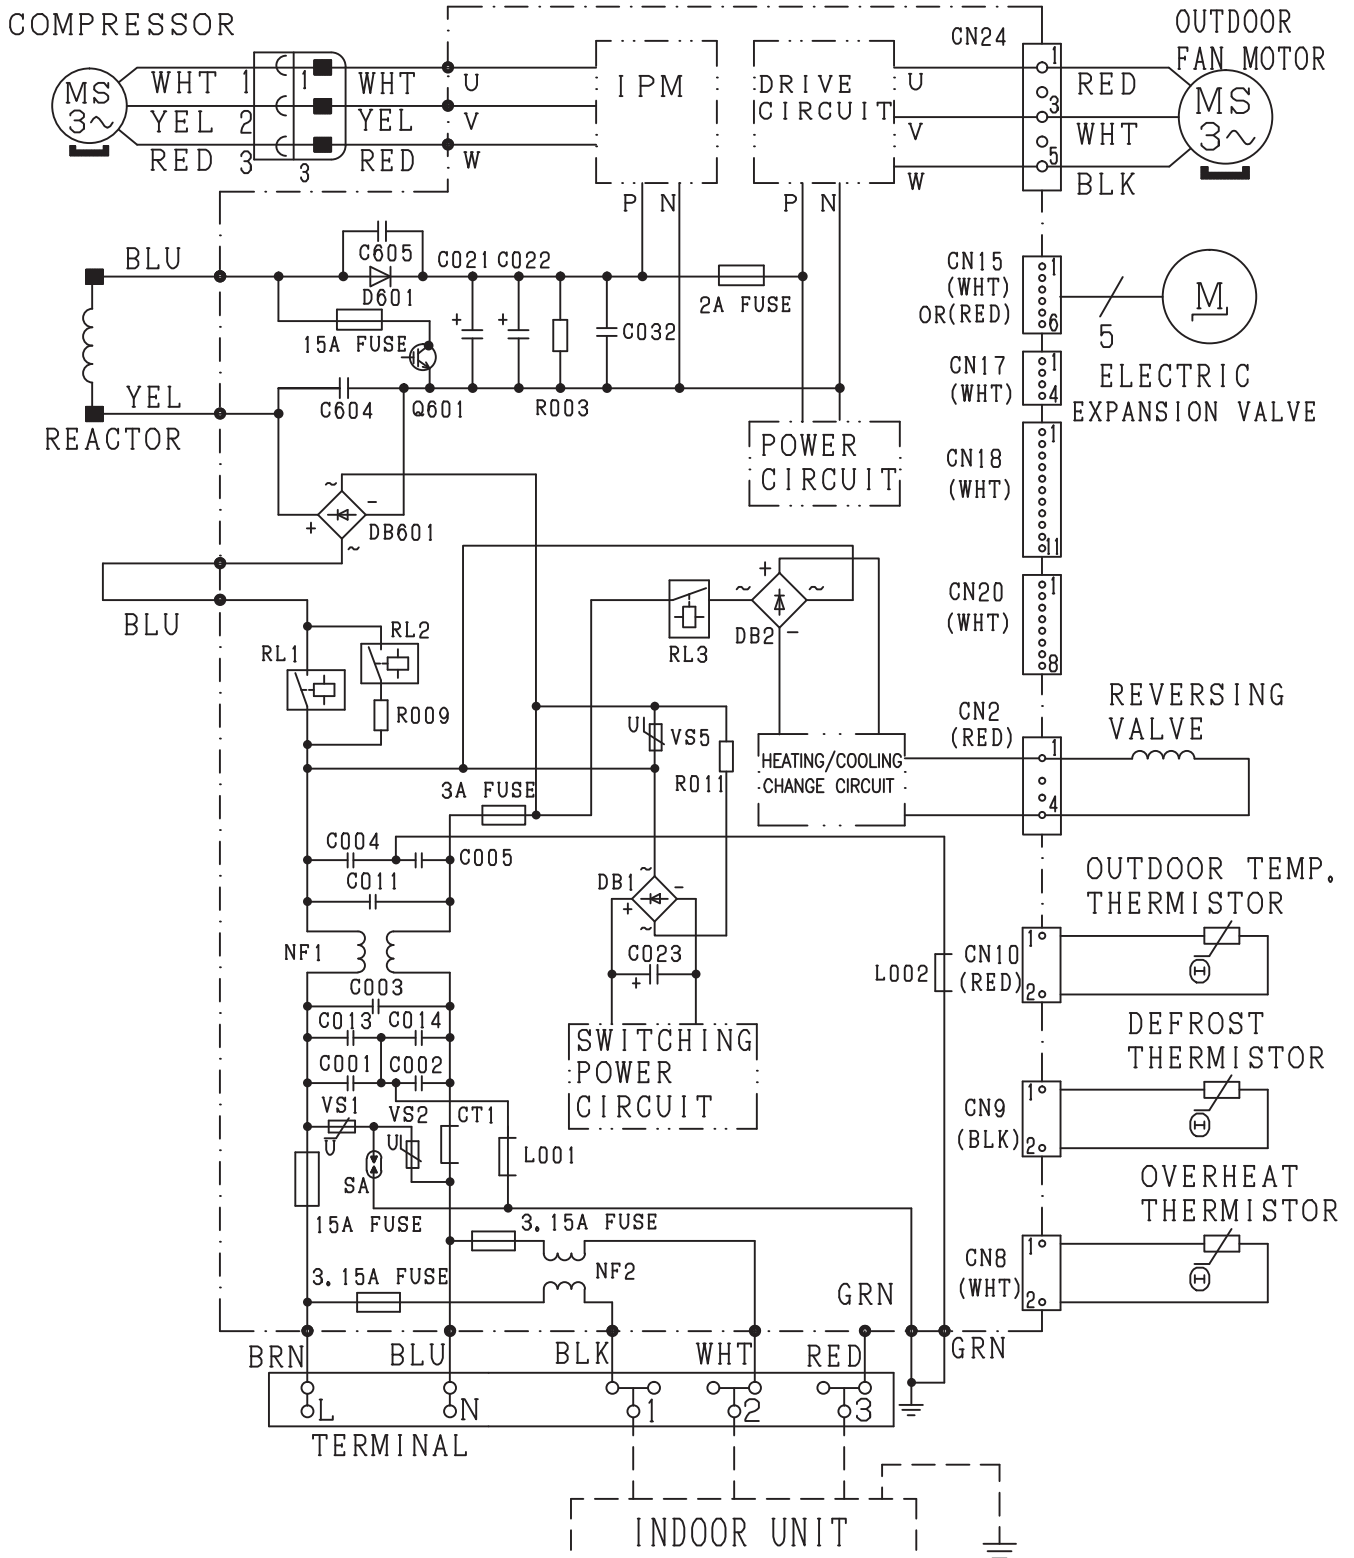 COMPRESSOR
OUTDOOR
FAN MOTOR
CN24
MS
3~
WHT 1
YEL 2
RED 3
1
3
WHT
YEL
RED
U
V
W
IPM
DRIVE
CIRCUIT
U
V
W
1
3
5
RED
WHT
BLK
MS
3~
P N
P N
BLU
C605
D601
C021
C022
+
+
15A FUSE
C032
2A FUSE
CN15
(WHT)
OR(RED)
1
6
5
M
ELECTRIC
EXPANSION VALVE
CN17
(WHT)
1
4
YEL
REACTOR
C604
Q601
R003
POWER
CIRCUIT
CN18
(WHT)
1
11
~
+
-
~
DB601
BLU
CN20
(WHT)
1
8
RL1
RL2
R009
RL3
~
+
~
-
DB2
CN2
(RED)
1
4
REVERSING
VALVE
U
VS5
R011
HEATING/COOLING
CHANGE CIRCUIT
3A FUSE
C004
C005
C011
OUTDOOR TEMP.
THERMISTOR
DB1
~
-
+
~
C023
+
NF1
L002
CN10
(RED)
1
2
Θ
C003
C013
C014
C001
C002
SWITCHING
POWER
CIRCUIT
DEFROST
THERMISTOR
CN9
(BLK)
1
2
Θ
VS1
U
VS2
U
CT1
L001
SA
15A FUSE
3.15A FUSE
OVERHEAT
THERMISTOR
CN8
(WHT)
1
2
Θ
3.15A FUSE
NF2
GRN
GRN
BRN
BLU
BLK
WHT
RED
L
N
1
2
3
TERMINAL
INDOOR UNIT